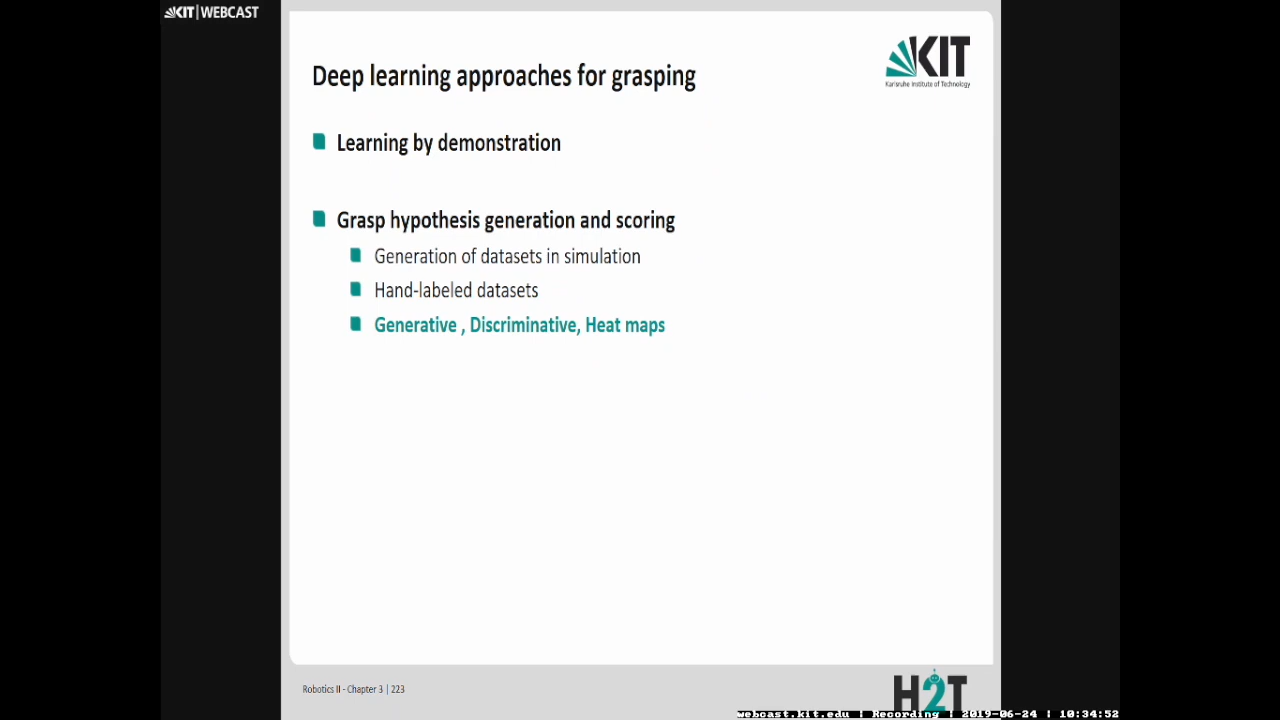 KIT | WEBCAST
KIT
Karlsruhe Institute of Technology
Deep learning approaches for grasping
Learning by demonstration
Grasp hypothesis generation and scoring
Generation of datasets in simulation
Hand-labeled datasets
Generative , Discriminative, Heat maps
Robotics II - Chapter 3 | 223
H2T
webcast.kit.edu | Recording | 2019-06-24 | 10:34:52